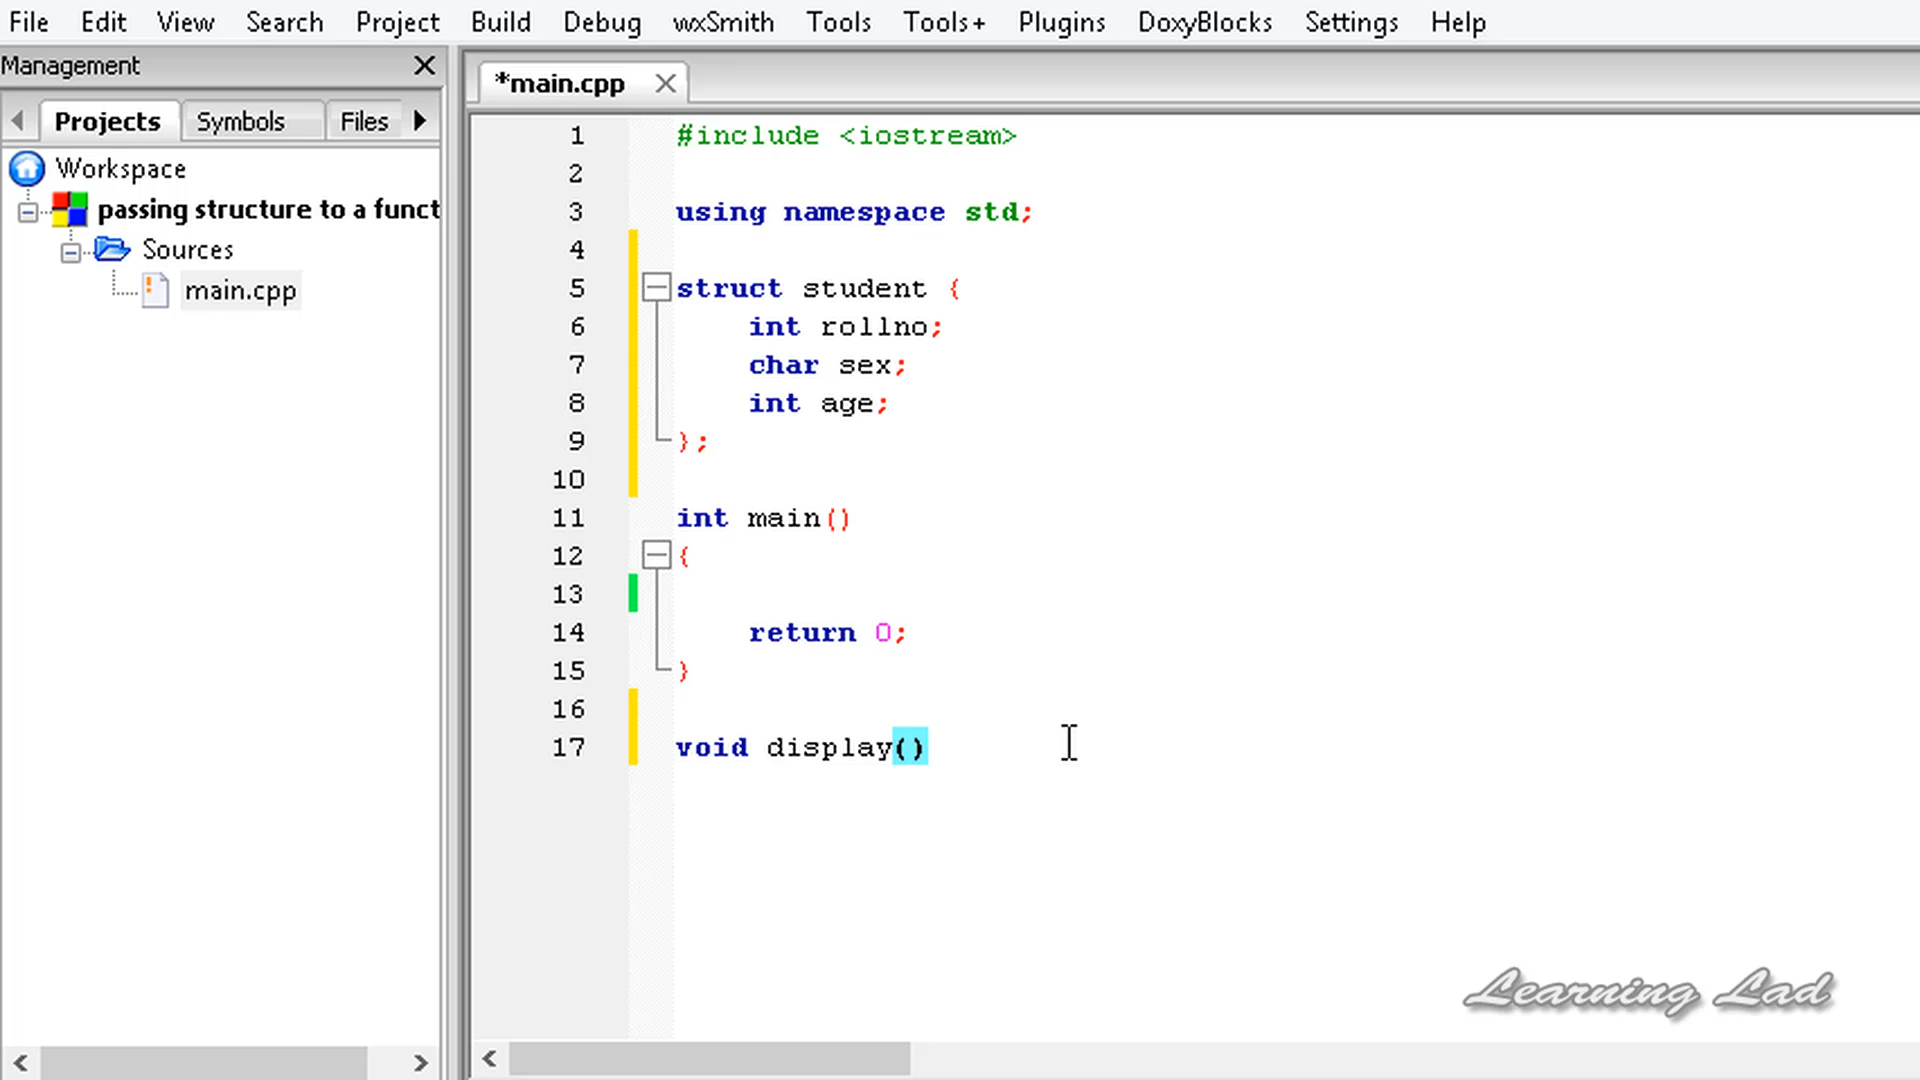 File Edit View Search Project Build Debug wxSmith Tools Tools+ Plugins DoxyBlocks Settings Help
Management
Projects Symbols Files
Workspace
passing structure to a funct
Sources
main.cpp
*main.cpp
1 #include <iostream>
2
3 using namespace std;
4
5 struct student {
6 int rollno;
7 char sex;
8 int age;
9 };
10
11 int main()
12 {
13
14 return 0;
15 }
16
17 void display()
Learning Lad